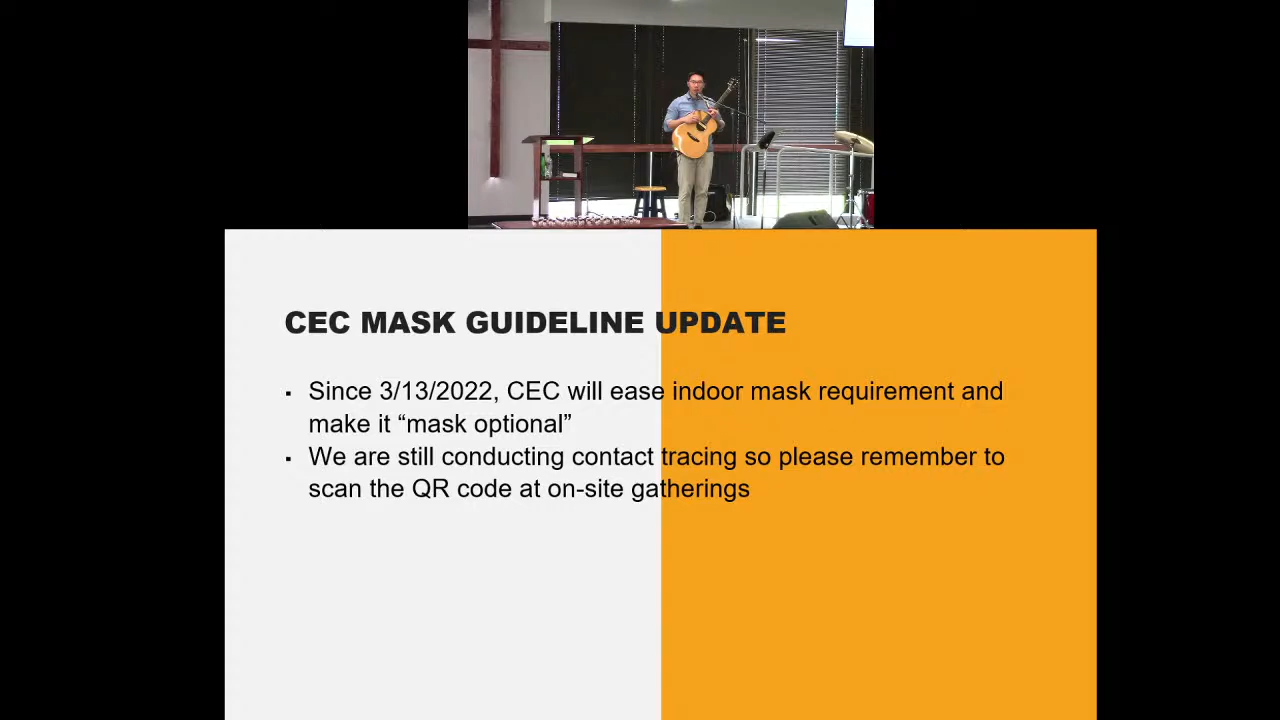 CEC MASK GUIDELINE UPDATE
▪ Since 3/13/2022, CEC will ease indoor mask requirement and
make it “mask optional”
▪ We are still conducting contact tracing so please remember to
scan the QR code at on-site gatherings